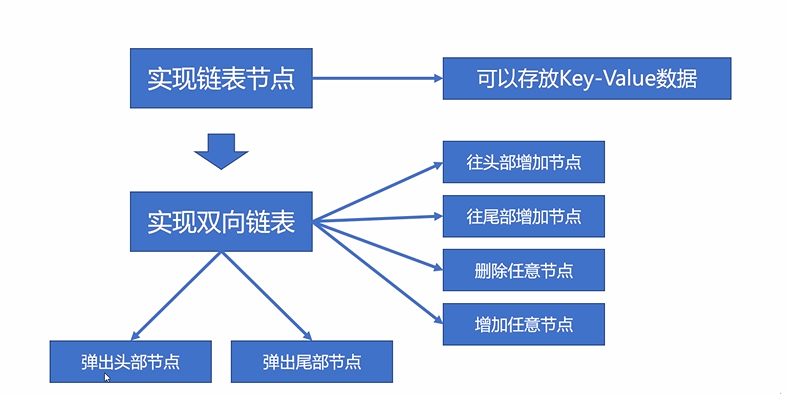 实现链表节点
可以存放Key-Value数据
实现双向链表
往头部增加节点
往尾部增加节点
删除任意节点
增加任意节点
弹出头部节点
弹出尾部节点